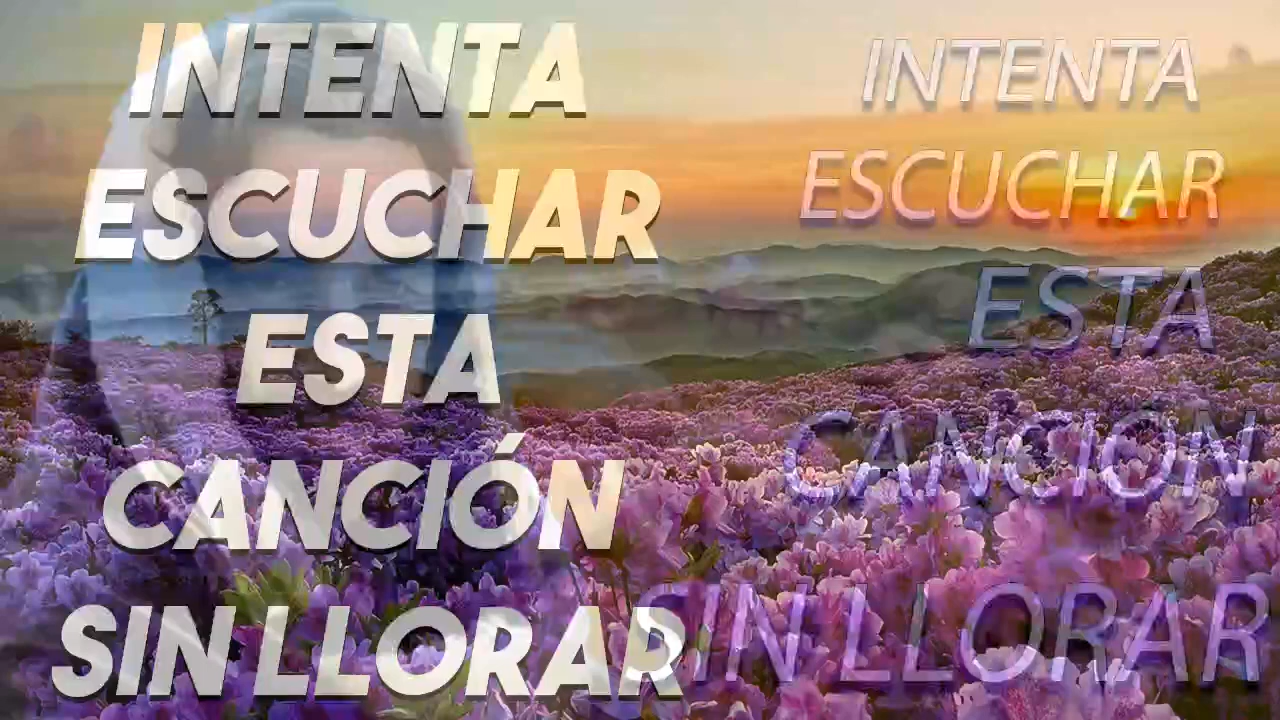 INTENTA
ESCUCHAR
ESTA
CANCIÓN
SIN LLORAR
INTENTA
ESCUCHAR
ESTA
CANCIÓN
SIN LLORAR